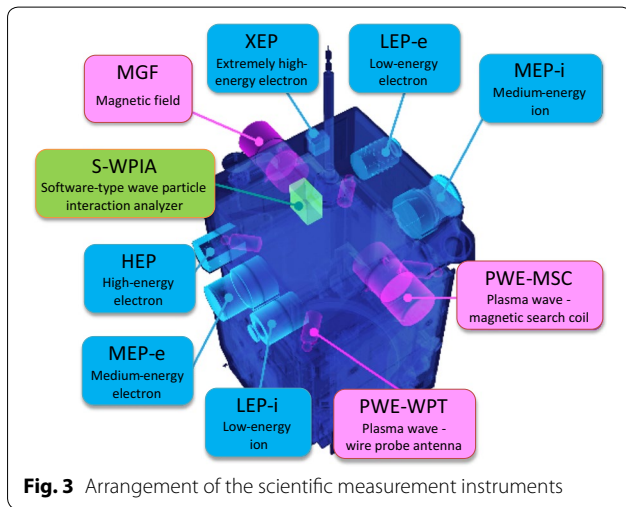 XEP
Extremely high-
energy electron
LEP-e
Low-energy
electron
MGF
Magnetic field
MEP-i
Medium-energy
ion
S-WPIA
Software-type wave particle
interaction analyzer
HEP
High-energy
electron
PWE-MSC
Plasma wave -
magnetic search coil
MEP-e
Medium-energy
electron
LEP-i
Low-energy
ion
PWE-WPT
Plasma wave -
wire probe antenna
Fig. 3 Arrangement of the scientific measurement instruments